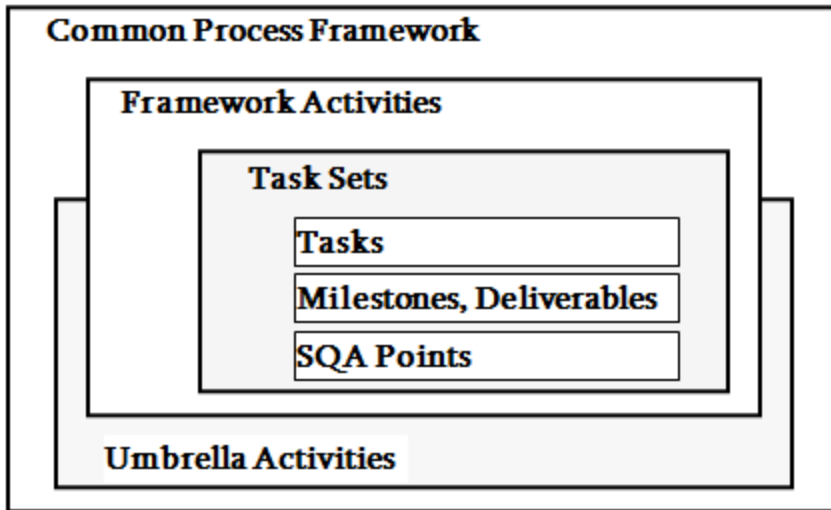 Common Process Framework
Framework Activities
Task Sets
Tasks
Milestones, Deliverables
SQA Points
Umbrella Activities